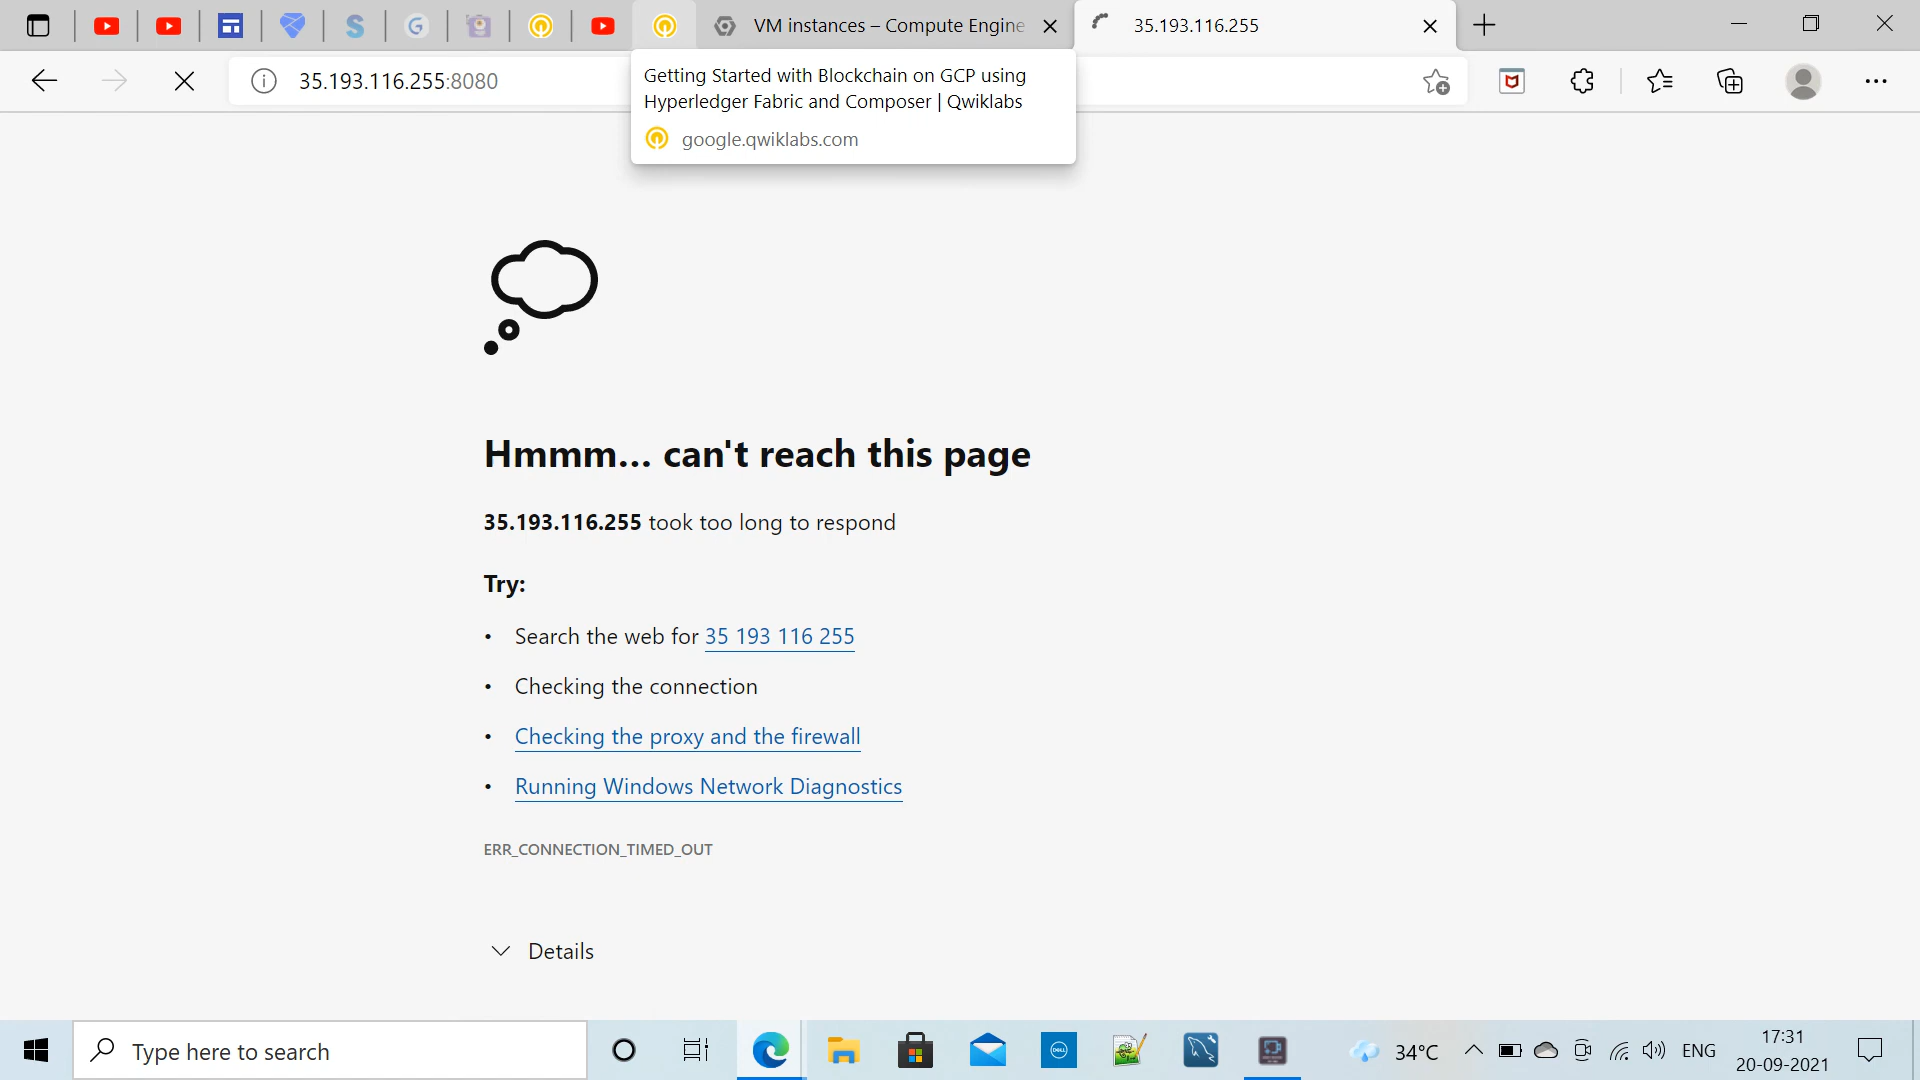 VM instances – Compute Engine
35.193.116.255
35.193.116.255:8080
Getting Started with Blockchain on GCP using
Hyperledger Fabric and Composer | Qwiklabs
google.qwiklabs.com
Hmmm... can't reach this page
35.193.116.255 took too long to respond
Try:
• Search the web for 35 193 116 255
• Checking the connection
• Checking the proxy and the firewall
• Running Windows Network Diagnostics
ERR_CONNECTION_TIMED_OUT
Details
Type here to search
DELL
34°C
ENG
17:31
20-09-2021